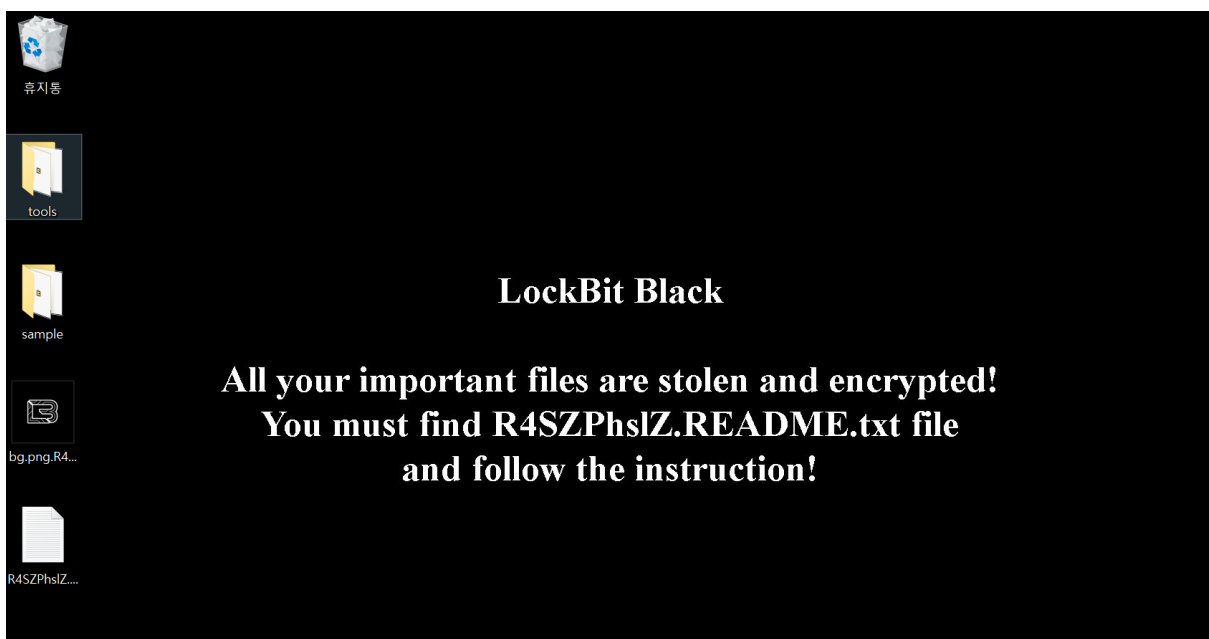 휴지통
tools
sample
bg.png.R4...
R4SZPhslZ....
LockBit Black
All your important files are stolen and encrypted!
You must find R4SZPhslZ.README.txt file
and follow the instruction!